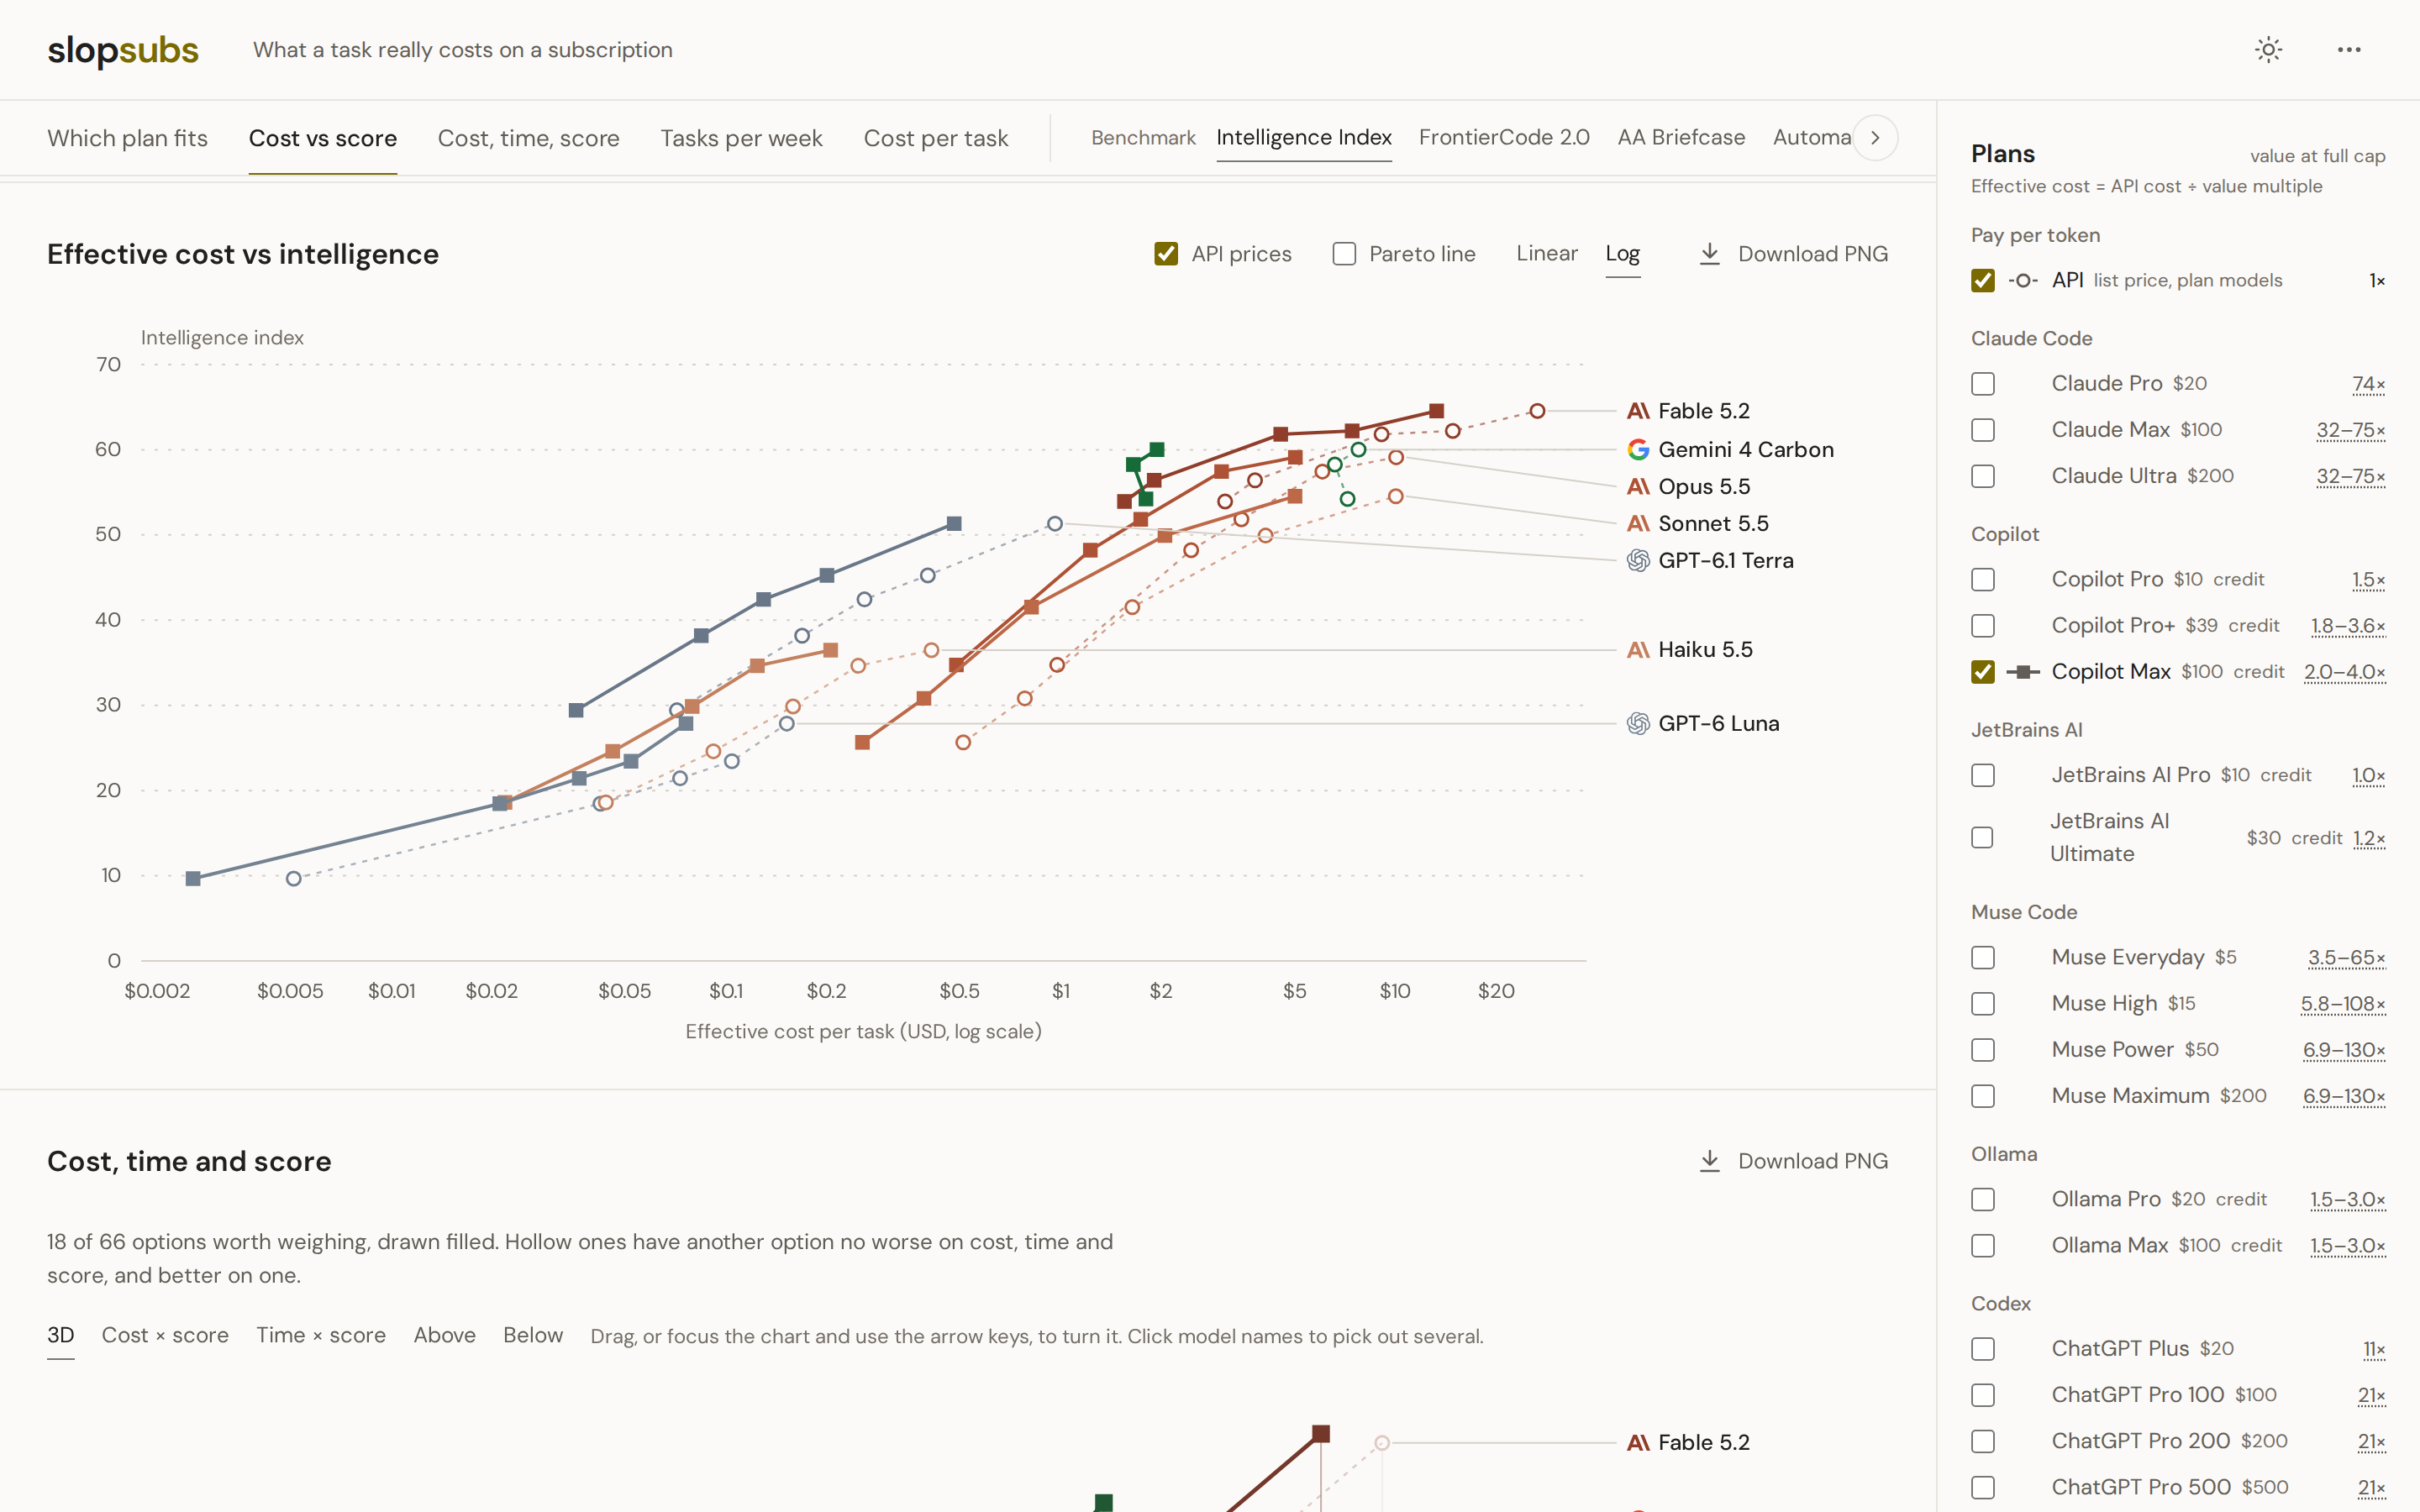 slopsubs
What a task really costs on a subscription
Which plan fits
Cost vs score
Cost, time, score
Tasks per week
Cost per task
Benchmark
Intelligence Index
FrontierCode 2.0
AA Briefcase
Automa
Effective cost vs intelligence
API prices
Pareto line
Linear
Log
Download PNG
Intelligence index
70
60
50
40
30
20
10
0
$0.002
$0.005
$0.01
$0.02
$0.05
$0.1
$0.2
$0.5
$1
$2
$5
$10
$20
Effective cost per task (USD, log scale)
Fable 5.2
Gemini 4 Carbon
Opus 5.5
Sonnet 5.5
GPT-6.1 Terra
Haiku 5.5
GPT-6 Luna
Cost, time and score
Download PNG
18 of 66 options worth weighing, drawn filled. Hollow ones have another option no worse on cost, time and
score, and better on one.
3D
Cost × score
Time × score
Above
Below
Drag, or focus the chart and use the arrow keys, to turn it. Click model names to pick out several.
Fable 5.2
Plans
value at full cap
Effective cost = API cost ÷ value multiple
Pay per token
API list price, plan models 1×
Claude Code
Claude Pro $20 74×
Claude Max $100 32–75×
Claude Ultra $200 32–75×
Copilot
Copilot Pro $10 credit 1.5×
Copilot Pro+ $39 credit 1.8–3.6×
Copilot Max $100 credit 2.0–4.0×
JetBrains AI
JetBrains AI Pro $10 credit 1.0×
JetBrains AI
Ultimate
$30 credit 1.2×
Muse Code
Muse Everyday $5 3.5–65×
Muse High $15 5.8–108×
Muse Power $50 6.9–130×
Muse Maximum $200 6.9–130×
Ollama
Ollama Pro $20 credit 1.5–3.0×
Ollama Max $100 credit 1.5–3.0×
Codex
ChatGPT Plus $20 11×
ChatGPT Pro 100 $100 21×
ChatGPT Pro 200 $200 21×
ChatGPT Pro 500 $500 21×